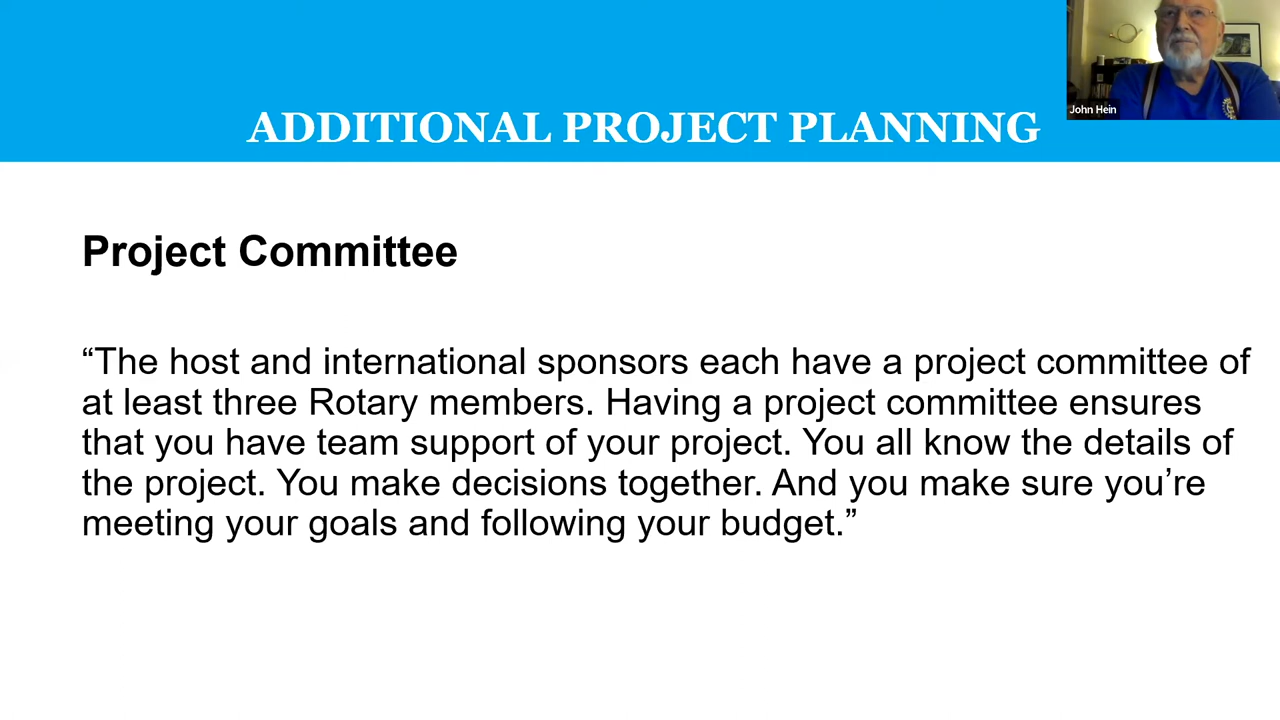 ADDITIONAL PROJECT PLANNING
John Hein
Project Committee
“The host and international sponsors each have a project committee of
at least three Rotary members. Having a project committee ensures
that you have team support of your project. You all know the details of
the project. You make decisions together. And you make sure you’re
meeting your goals and following your budget.”